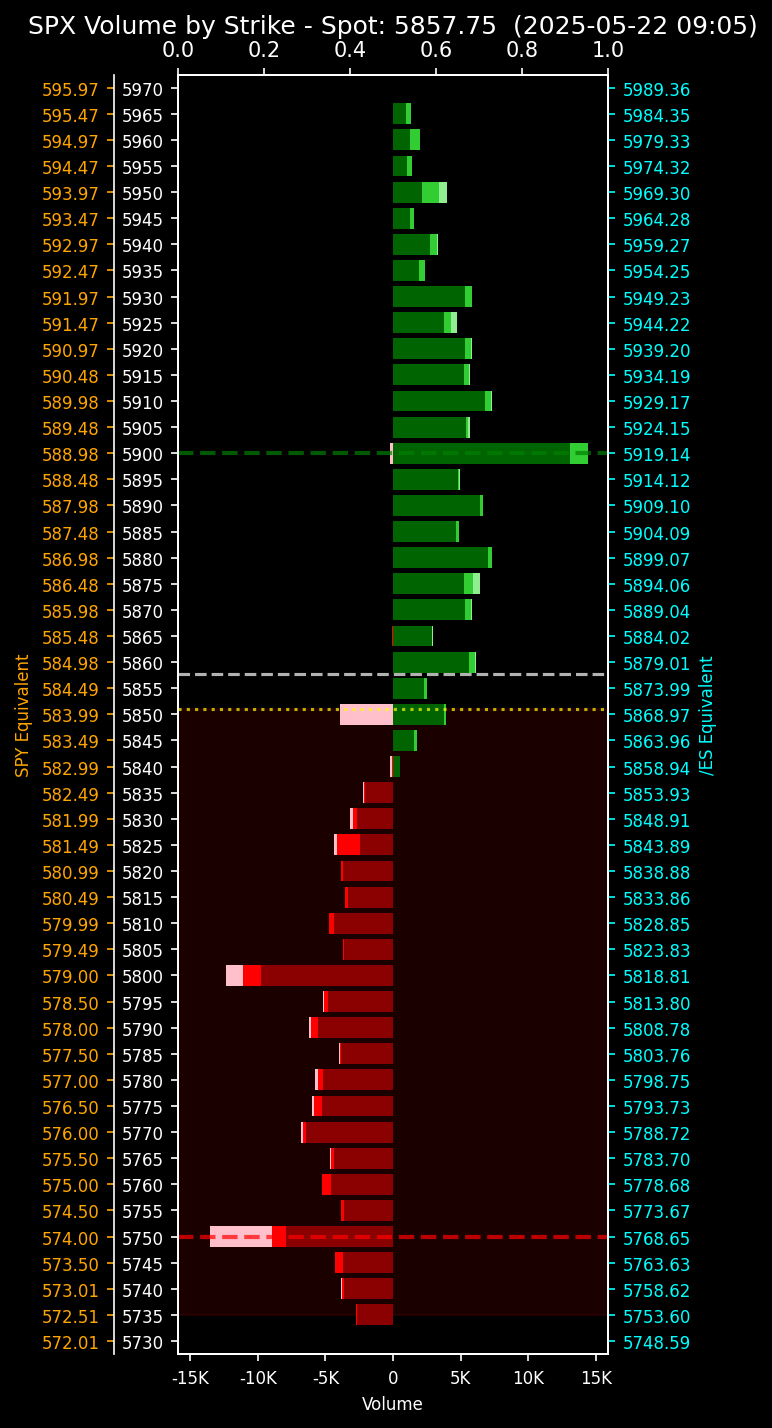 SPX Volume by Strike - Spot: 5857.75  (2025-05-22 09:05)
0.0 0.2 0.4 0.6 0.8 1.0
595.97 5970 5989.36
595.47 5965 5984.35
594.97 5960 5979.33
594.47 5955 5974.32
593.97 5950 5969.30
593.47 5945 5964.28
592.97 5940 5959.27
592.47 5935 5954.25
591.97 5930 5949.23
591.47 5925 5944.22
590.97 5920 5939.20
590.48 5915 5934.19
589.98 5910 5929.17
589.48 5905 5924.15
588.98 5900 5919.14
588.48 5895 5914.12
587.98 5890 5909.10
587.48 5885 5904.09
586.98 5880 5899.07
586.48 5875 5894.06
585.98 5870 5889.04
585.48 5865 5884.02
584.98 5860 5879.01
584.49 5855 5873.99
583.99 5850 5868.97
SPY Equivalent
/ES Equivalent
583.49 5845 5863.96
582.99 5840 5858.94
582.49 5835 5853.93
581.99 5830 5848.91
581.49 5825 5843.89
580.99 5820 5838.88
580.49 5815 5833.86
579.99 5810 5828.85
579.49 5805 5823.83
579.00 5800 5818.81
578.50 5795 5813.80
578.00 5790 5808.78
577.50 5785 5803.76
577.00 5780 5798.75
576.50 5775 5793.73
576.00 5770 5788.72
575.50 5765 5783.70
575.00 5760 5778.68
574.50 5755 5773.67
574.00 5750 5768.65
573.50 5745 5763.63
573.01 5740 5758.62
572.51 5735 5753.60
572.01 5730 5748.59
-15K -10K -5K 0 5K 10K 15K
Volume